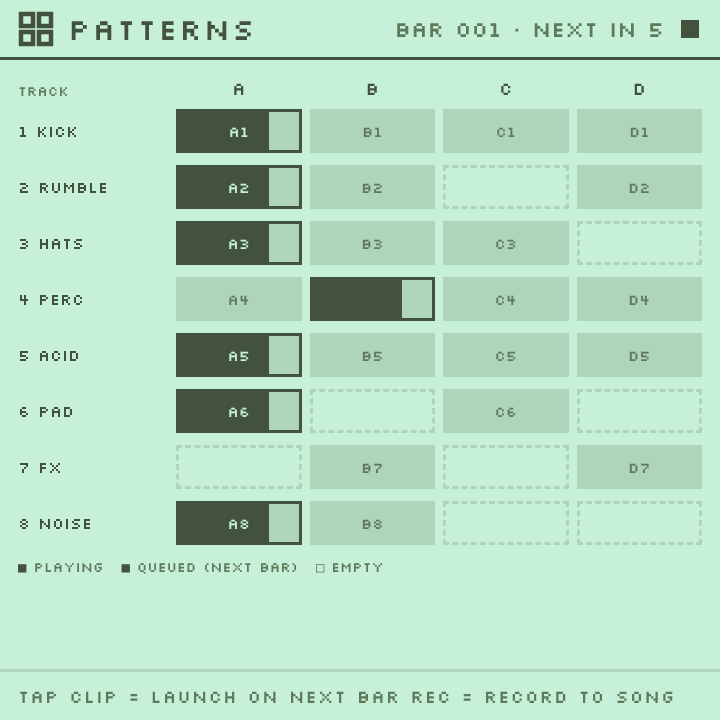 PATTERNS
BAR 001 · NEXT IN 5
TRACK A B C D
1 KICK A1 B1 C1 D1
2 RUMBLE A2 B2 D2
3 HATS A3 B3 C3
4 PERC A4 C4 D4
5 ACID A5 B5 C5 D5
6 PAD A6 C6
7 FX B7 D7
8 NOISE A8 B8
PLAYING QUEUED (NEXT BAR) EMPTY
TAP CLIP = LAUNCH ON NEXT BAR REC = RECORD TO SONG